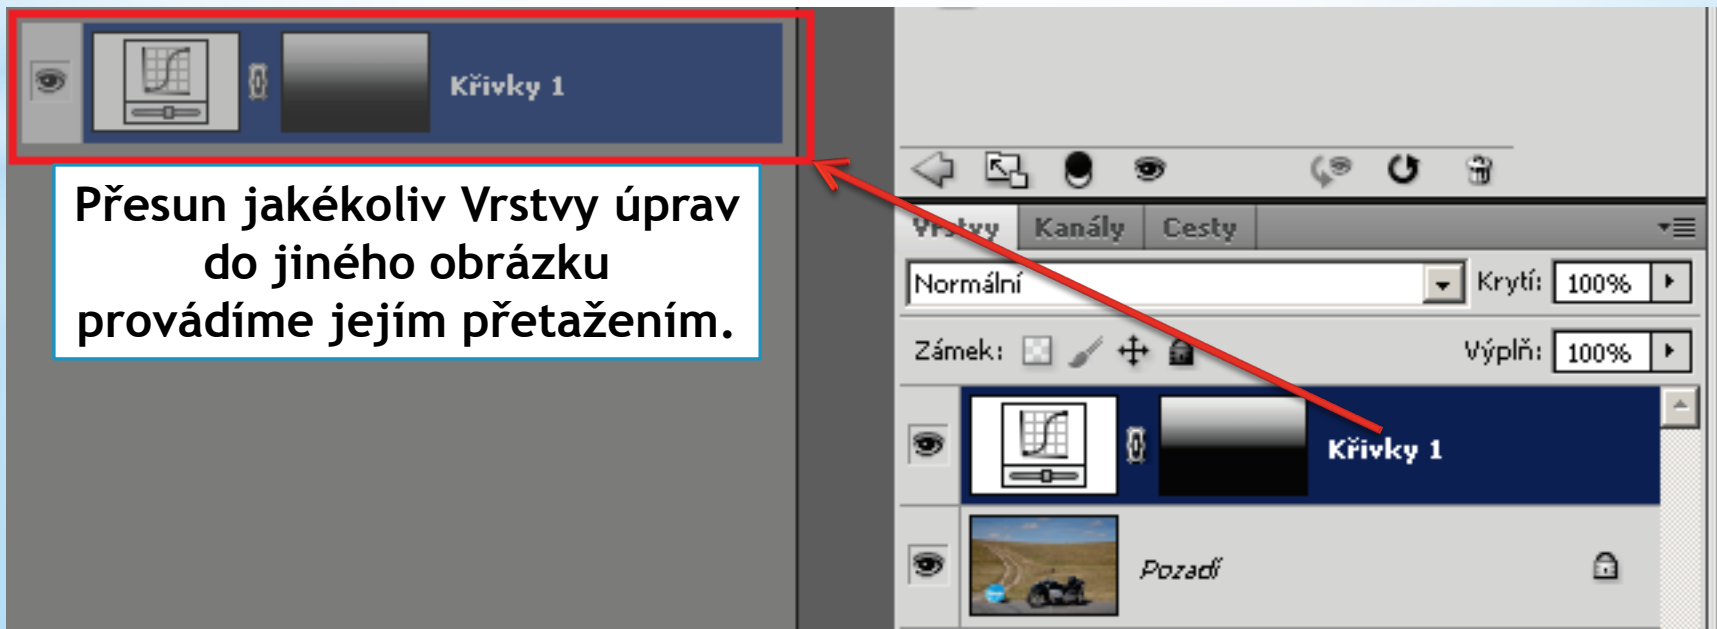 Křivky 1
Přesun jakékoliv Vrstvy úprav
do jiného obrázku
provádíme jejím přetažením.
Vrstvy Kanály Cesty
Normální Krytí: 100%
Zámek: Výplň: 100%
Křivky 1
Pozadí